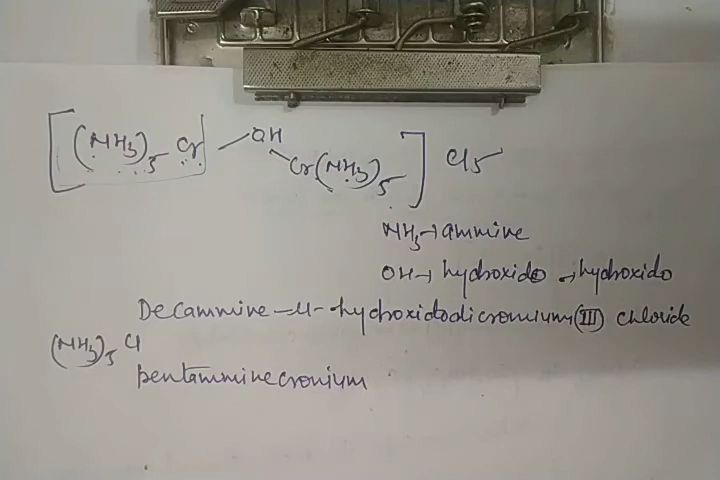 [(NH3)5 Cr – OH – Cr(NH3)5] Cl5
NH3 → ammine
OH → hydroxido → hydroxido
Decammine-μ-hydroxidodicromium(III) chloride
(NH3)5 Cl
pentamminecronium